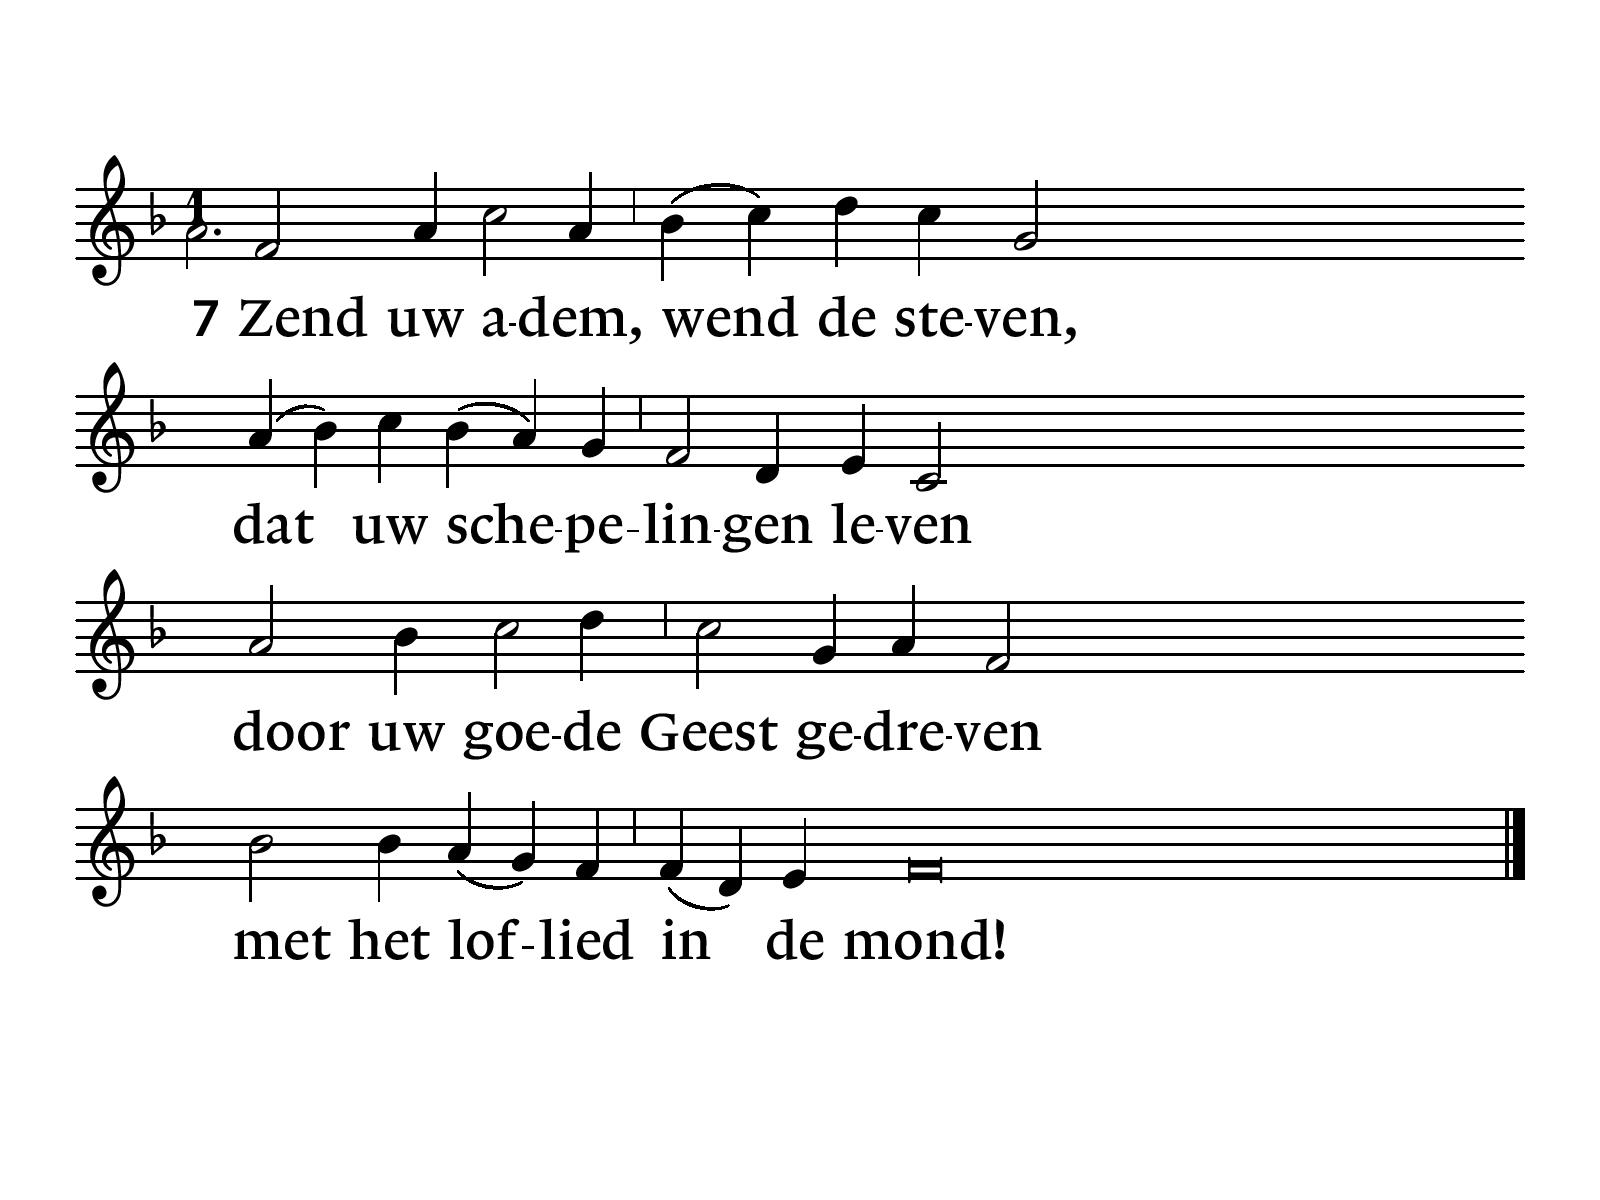 1
7 Zend uw a-dem, wend de ste-ven,
dat uw sche-pe-lin-gen le-ven
door uw goe-de Geest ge-dre-ven
met het lof-lied in de mond!